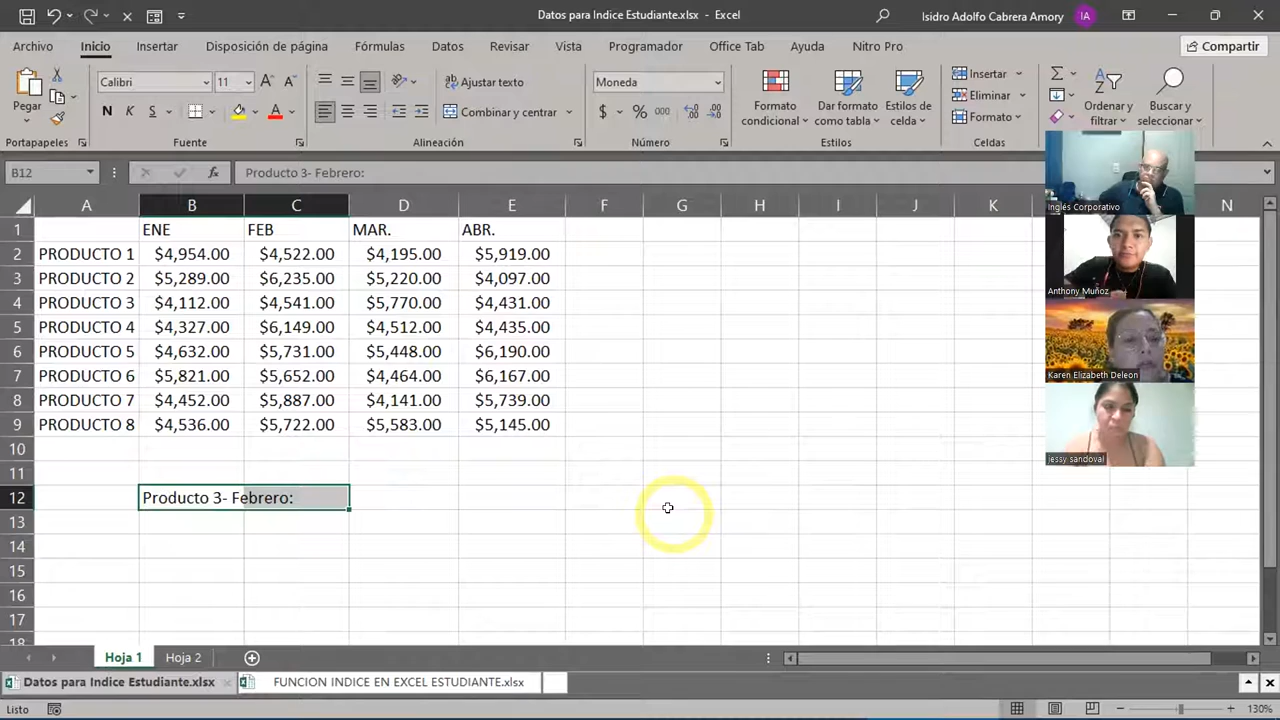 Datos para Indice Estudiante.xlsx - Excel
Isidro Adolfo Cabrera Amory
IA
Archivo Inicio Insertar Disposición de página Fórmulas Datos Revisar Vista Programador Office Tab Ayuda Nitro Pro
Compartir
Pegar
Portapapeles
Calibri 11
N K S
Fuente
Ajustar texto
Combinar y centrar
Alineación
Moneda
$ % 000
Número
Formato condicional
Dar formato como tabla
Estilos de celda
Estilos
Insertar
Eliminar
Formato
Celdas
Ordenar y filtrar
Buscar y seleccionar
B12
Producto 3- Febrero:
A B C D E F G H I J K N
1 ENE FEB MAR. ABR.
2 PRODUCTO 1 $4,954.00 $4,522.00 $4,195.00 $5,919.00
3 PRODUCTO 2 $5,289.00 $6,235.00 $5,220.00 $4,097.00
4 PRODUCTO 3 $4,112.00 $4,541.00 $5,770.00 $4,431.00
5 PRODUCTO 4 $4,327.00 $6,149.00 $4,512.00 $4,435.00
6 PRODUCTO 5 $4,632.00 $5,731.00 $5,448.00 $6,190.00
7 PRODUCTO 6 $5,821.00 $5,652.00 $4,464.00 $6,167.00
8 PRODUCTO 7 $4,452.00 $5,887.00 $4,141.00 $5,739.00
9 PRODUCTO 8 $4,536.00 $5,722.00 $5,583.00 $5,145.00
10
11
12 Producto 3- Febrero:
13
14
15
16
17
18
Inglés Corporativo
Anthony Muñoz
Karen Elizabeth Deleon
jessy sandoval
Hoja 1 Hoja 2
Datos para Indice Estudiante.xlsx
FUNCION INDICE EN EXCEL ESTUDIANTE.xlsx
Listo
130%